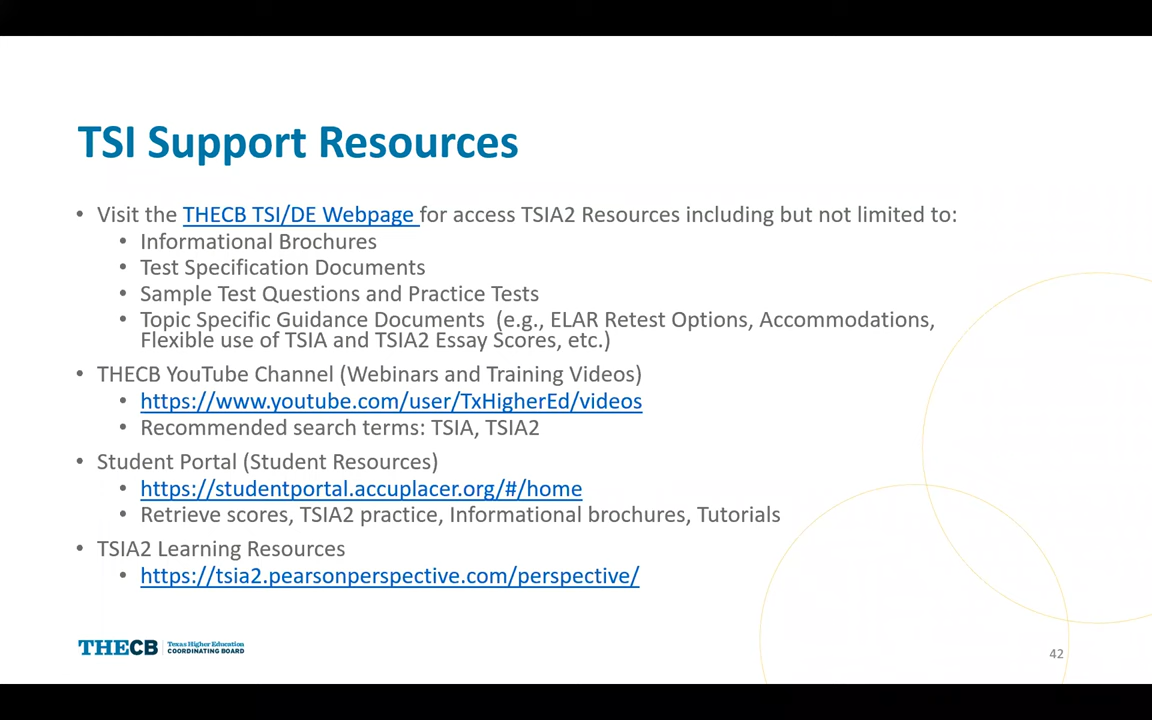 TSI Support Resources
• Visit the THECB TSI/DE Webpage for access TSIA2 Resources including but not limited to:
• Informational Brochures
• Test Specification Documents
• Sample Test Questions and Practice Tests
• Topic Specific Guidance Documents (e.g., ELAR Retest Options, Accommodations,
Flexible use of TSIA and TSIA2 Essay Scores, etc.)
• THECB YouTube Channel (Webinars and Training Videos)
• https://www.youtube.com/user/TxHigherEd/videos
• Recommended search terms: TSIA, TSIA2
• Student Portal (Student Resources)
• https://studentportal.accuplacer.org/#/home
• Retrieve scores, TSIA2 practice, Informational brochures, Tutorials
• TSIA2 Learning Resources
• https://tsia2.pearsonperspective.com/perspective/
THECB
Texas Higher Education
COORDINATING BOARD
42